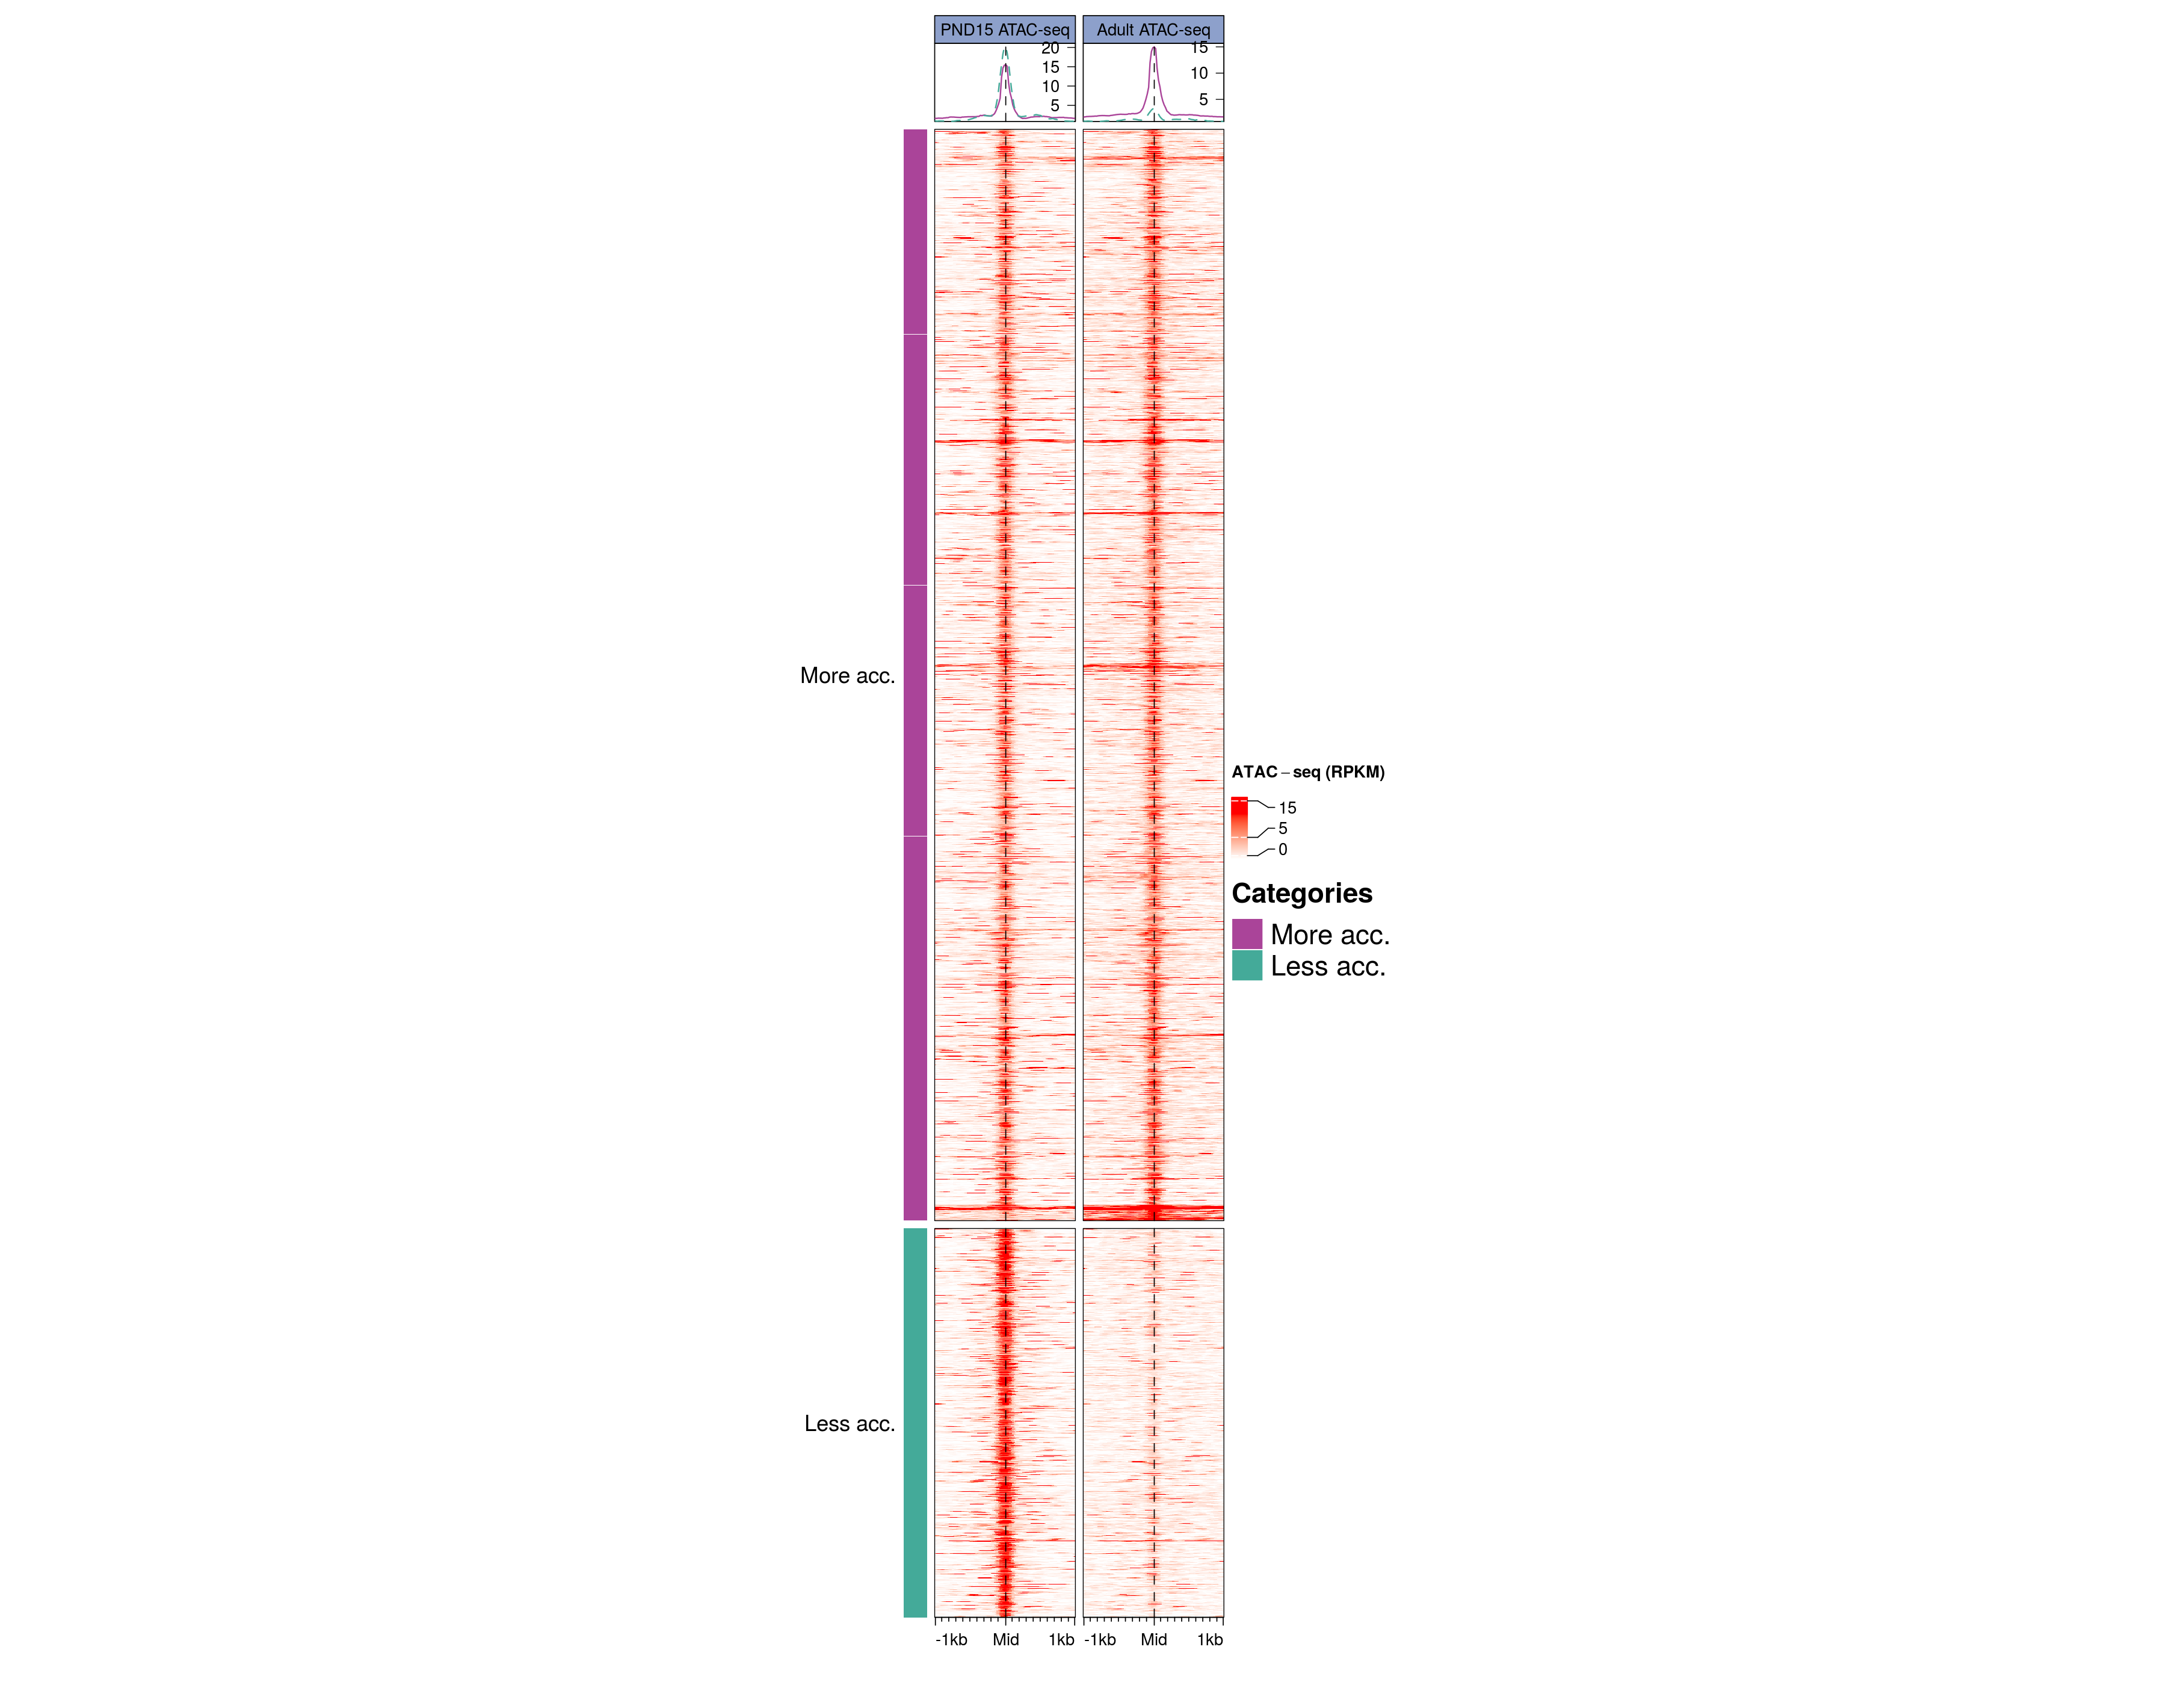 PND15 ATAC-seq
Adult ATAC-seq
20
15
10
5
15
10
5
More acc.
ATAC–seq (RPKM)
15
5
0
Categories
More acc.
Less acc.
Less acc.
-1kb Mid 1kb
-1kb Mid 1kb